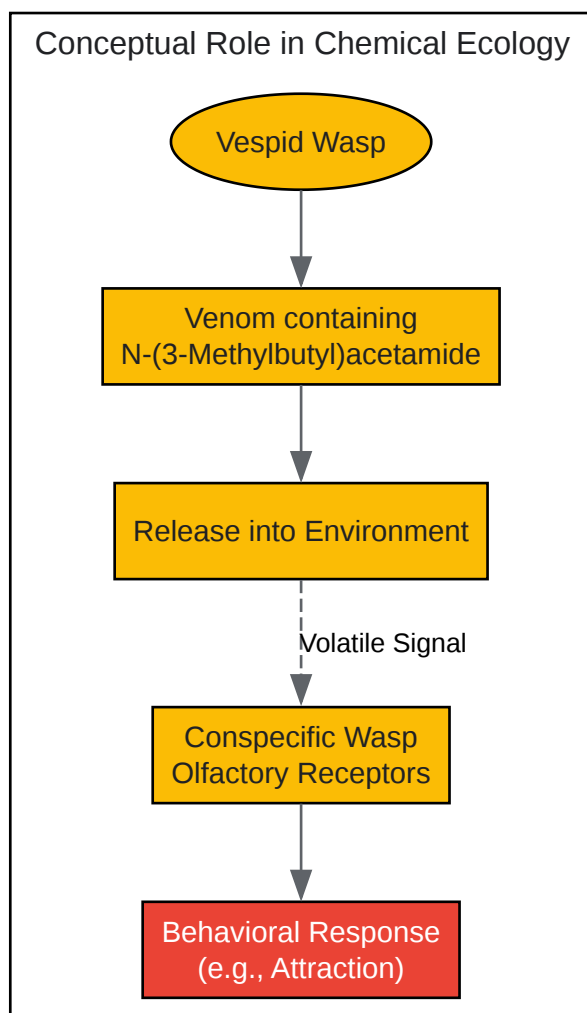 Conceptual Role in Chemical Ecology
Vespid Wasp
Venom containing
N-(3-Methylbutyl)acetamide
Release into Environment
Volatile Signal
Conspecific Wasp
Olfactory Receptors
Behavioral Response
(e.g., Attraction)